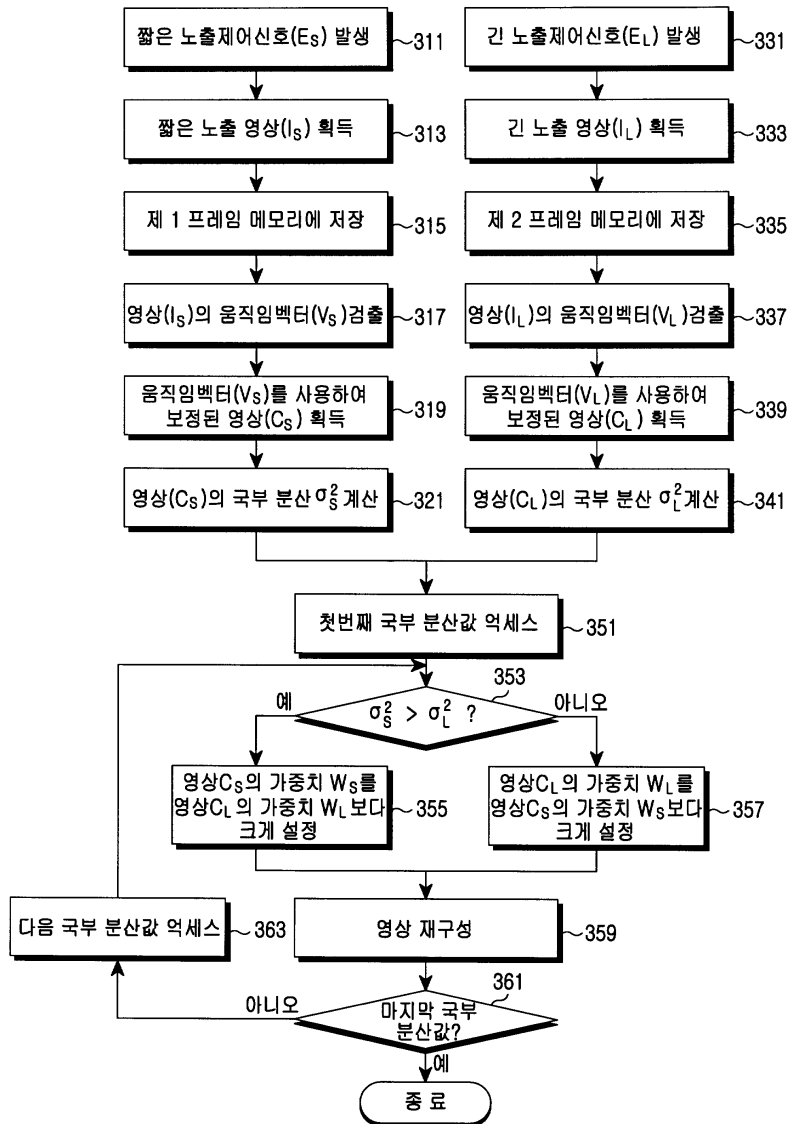 짧은 노출제어신호(ES) 발생
311
짧은 노출 영상(IS) 획득
313
제 1 프레임 메모리에 저장
315
영상(IS)의 움직임벡터(VS)검출
317
움직임벡터(VS)를 사용하여
보정된 영상(CS) 획득
319
영상(CS)의 국부 분산 σS2 계산
321
긴 노출제어신호(EL) 발생
331
긴 노출 영상(IL) 획득
333
제 2 프레임 메모리에 저장
335
영상(IL)의 움직임벡터(VL)검출
337
움직임벡터(VL)를 사용하여
보정된 영상(CL) 획득
339
영상(CL)의 국부 분산 σL2 계산
341
첫번째 국부 분산값 억세스
351
353
예
σS2 > σL2 ?
아니오
영상CS의 가중치 WS를
영상CL의 가중치 WL보다
크게 설정
355
영상CL의 가중치 WL를
영상CS의 가중치 WS보다
크게 설정
357
다음 국부 분산값 억세스
363
영상 재구성
359
361
아니오
마지막 국부
분산값?
예
종 료